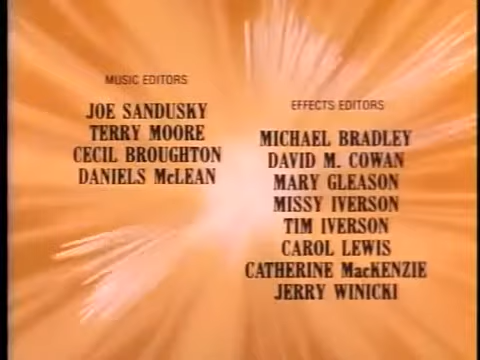 MUSIC EDITORS
JOE SANDUSKY
TERRY MOORE
CECIL BROUGHTON
DANIELS McLEAN
EFFECTS EDITORS
MICHAEL BRADLEY
DAVID M. COWAN
MARY GLEASON
MISSY IVERSON
TIM IVERSON
CAROL LEWIS
CATHERINE MacKENZIE
JERRY WINICKI